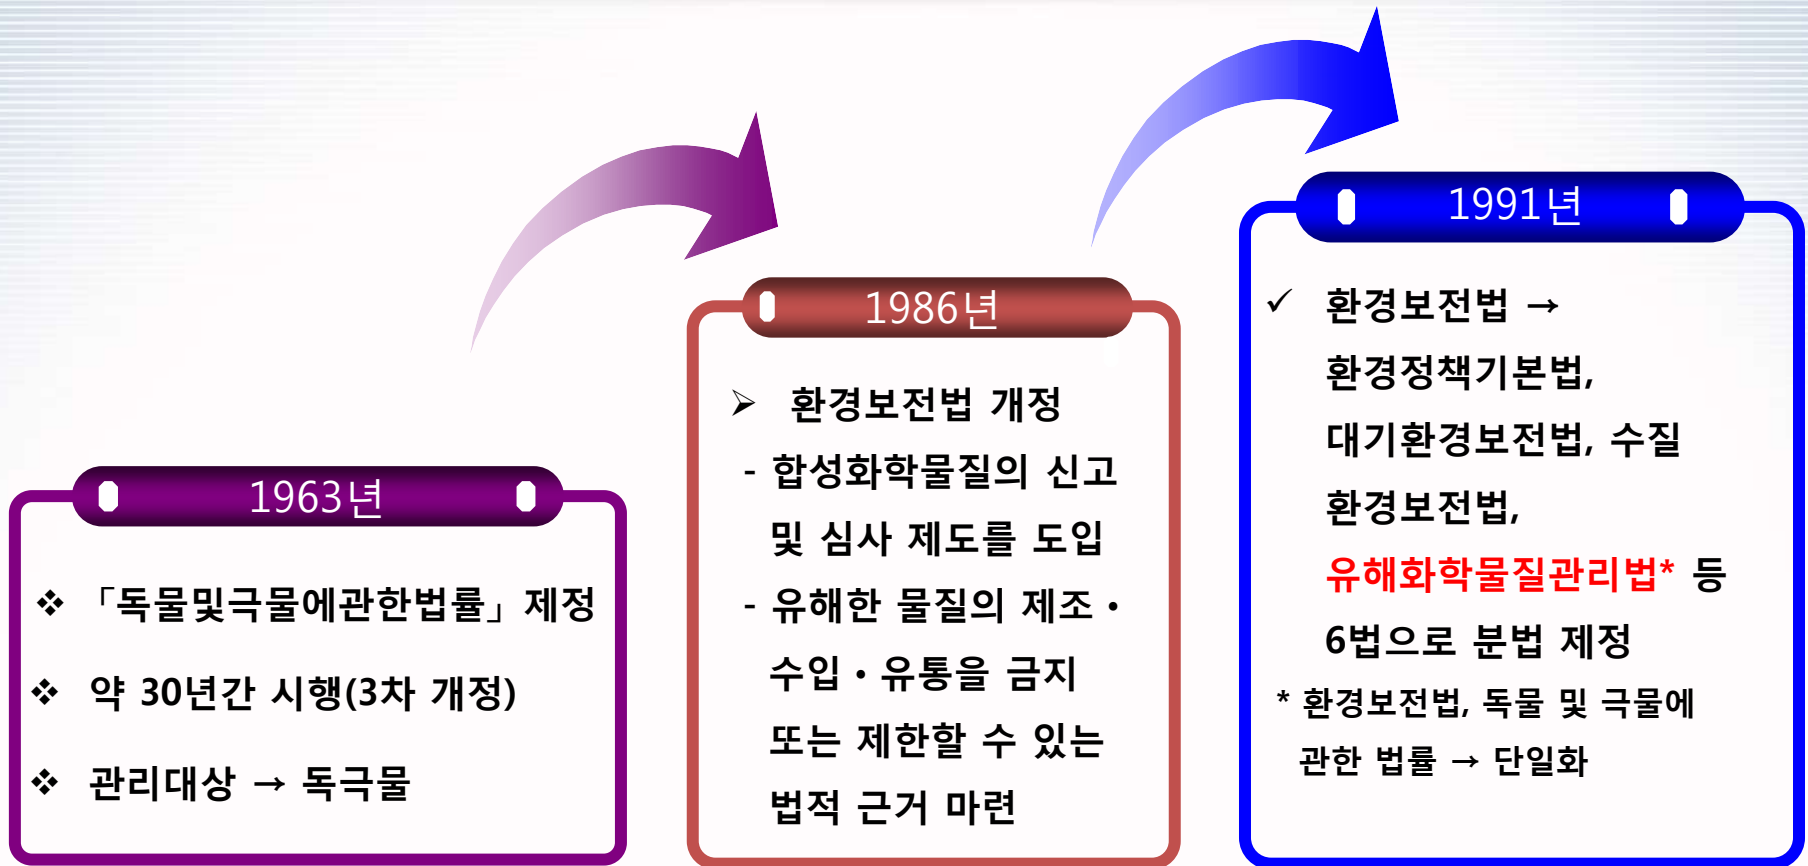 1963년
❖ 「독물및극물에관한법률」 제정
❖ 약 30년간 시행(3차 개정)
❖ 관리대상 → 독극물
1986년
➢ 환경보전법 개정
- 합성화학물질의 신고
및 심사 제도를 도입
- 유해한 물질의 제조・
수입・유통을 금지
또는 제한할 수 있는
법적 근거 마련
1991년
✓ 환경보전법 →
환경정책기본법,
대기환경보전법, 수질
환경보전법,
유해화학물질관리법* 등
6법으로 분법 제정
* 환경보전법, 독물 및 극물에
관한 법률 → 단일화